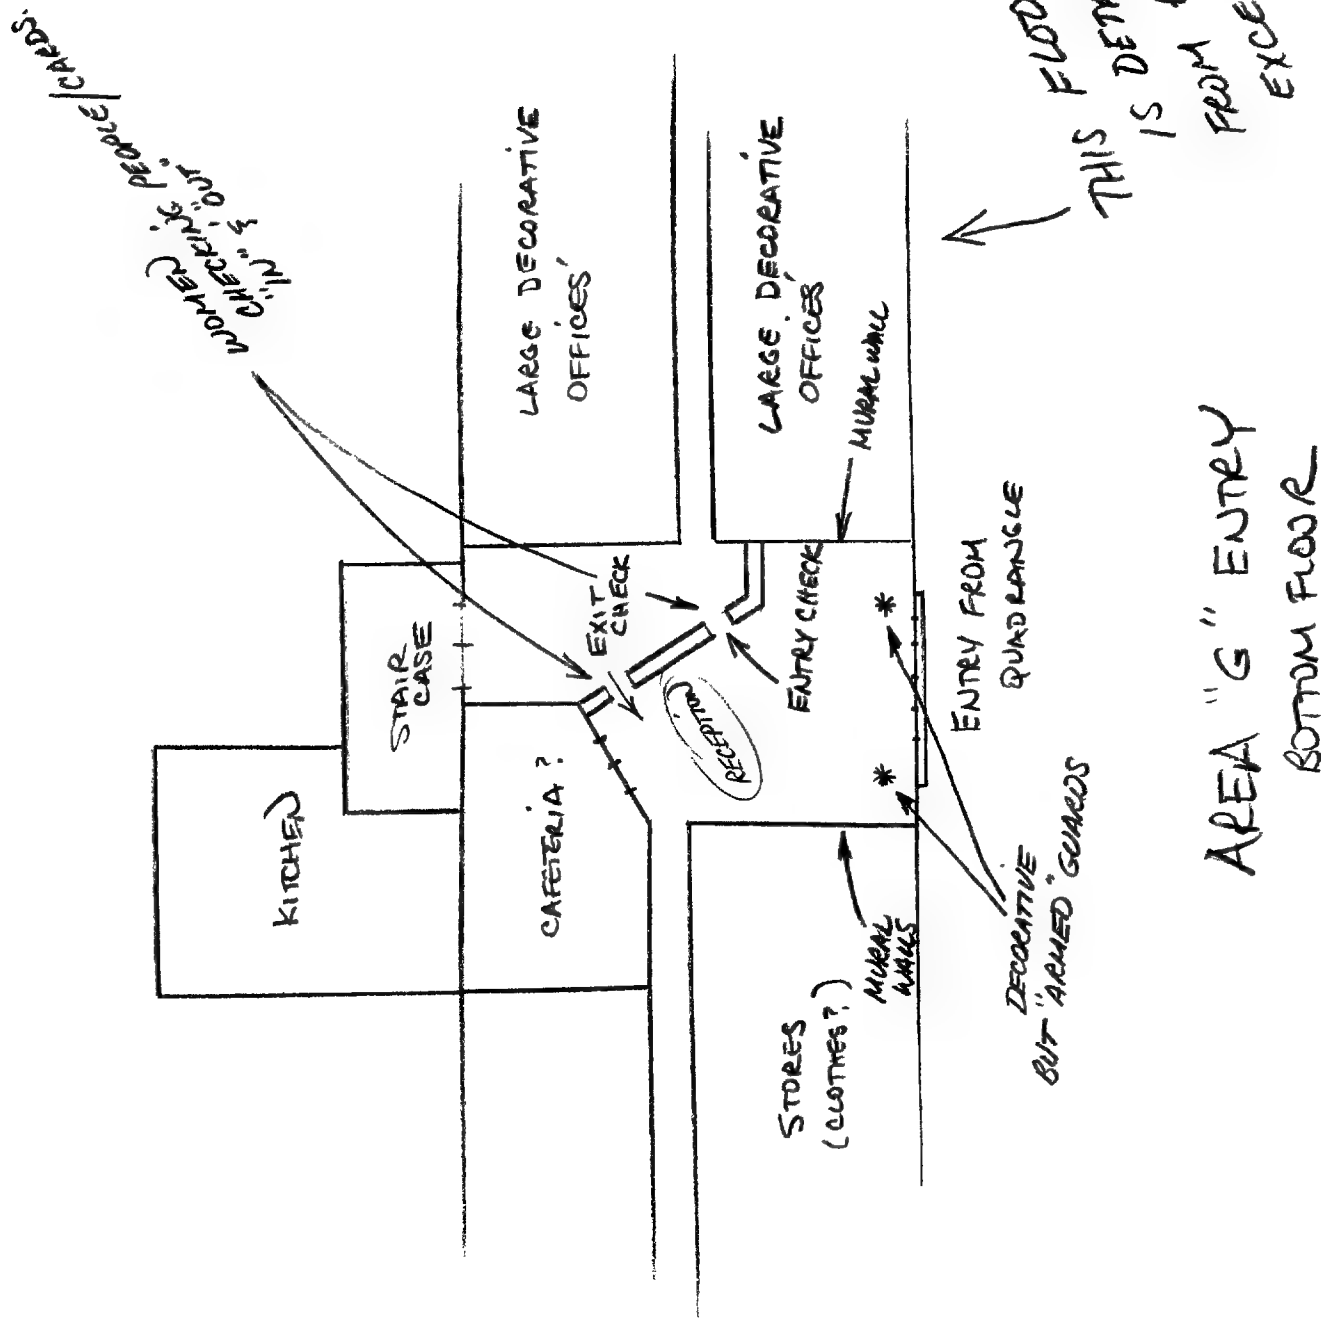 WOMEN
CHECKING PEOPLE/CARDS.
"IN" & "OUT"
KITCHEN
STAIR
CASE
CAFETERIA?
EXIT
CHECK
LARGE DECORATIVE
OFFICES
RECEPTION
ENTRY CHECK
LARGE DECORATIVE
OFFICES
MURAL WALL
STORES
(CLOTHES?)
MURAL
WALLS
ENTRY FROM
QUADRANGLE
DECORATIVE
BUT "ARMED" GUARDS
THIS FLOO
IS DET
FROM
EXCE
AREA "G" ENTRY
BOTTOM FLOOR